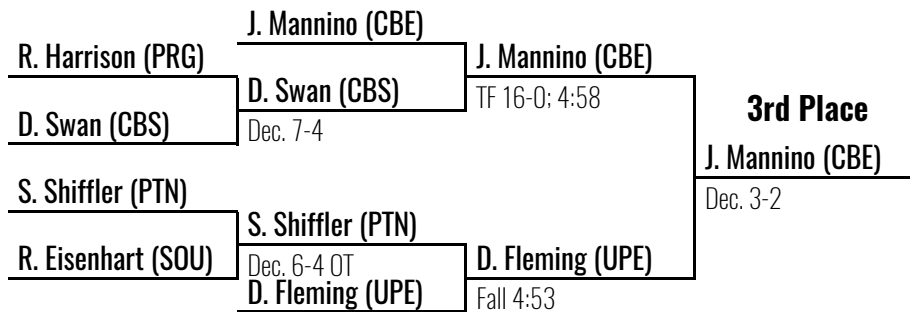 J. Mannino (CBE)
R. Harrison (PRG)
J. Mannino (CBE)
D. Swan (CBS)
TF 16-0; 4:58
3rd Place
D. Swan (CBS)
Dec. 7-4
J. Mannino (CBE)
S. Shiffler (PTN)
Dec. 3-2
S. Shiffler (PTN)
R. Eisenhart (SOU)
D. Fleming (UPE)
Dec. 6-4 OT
D. Fleming (UPE)
Fall 4:53